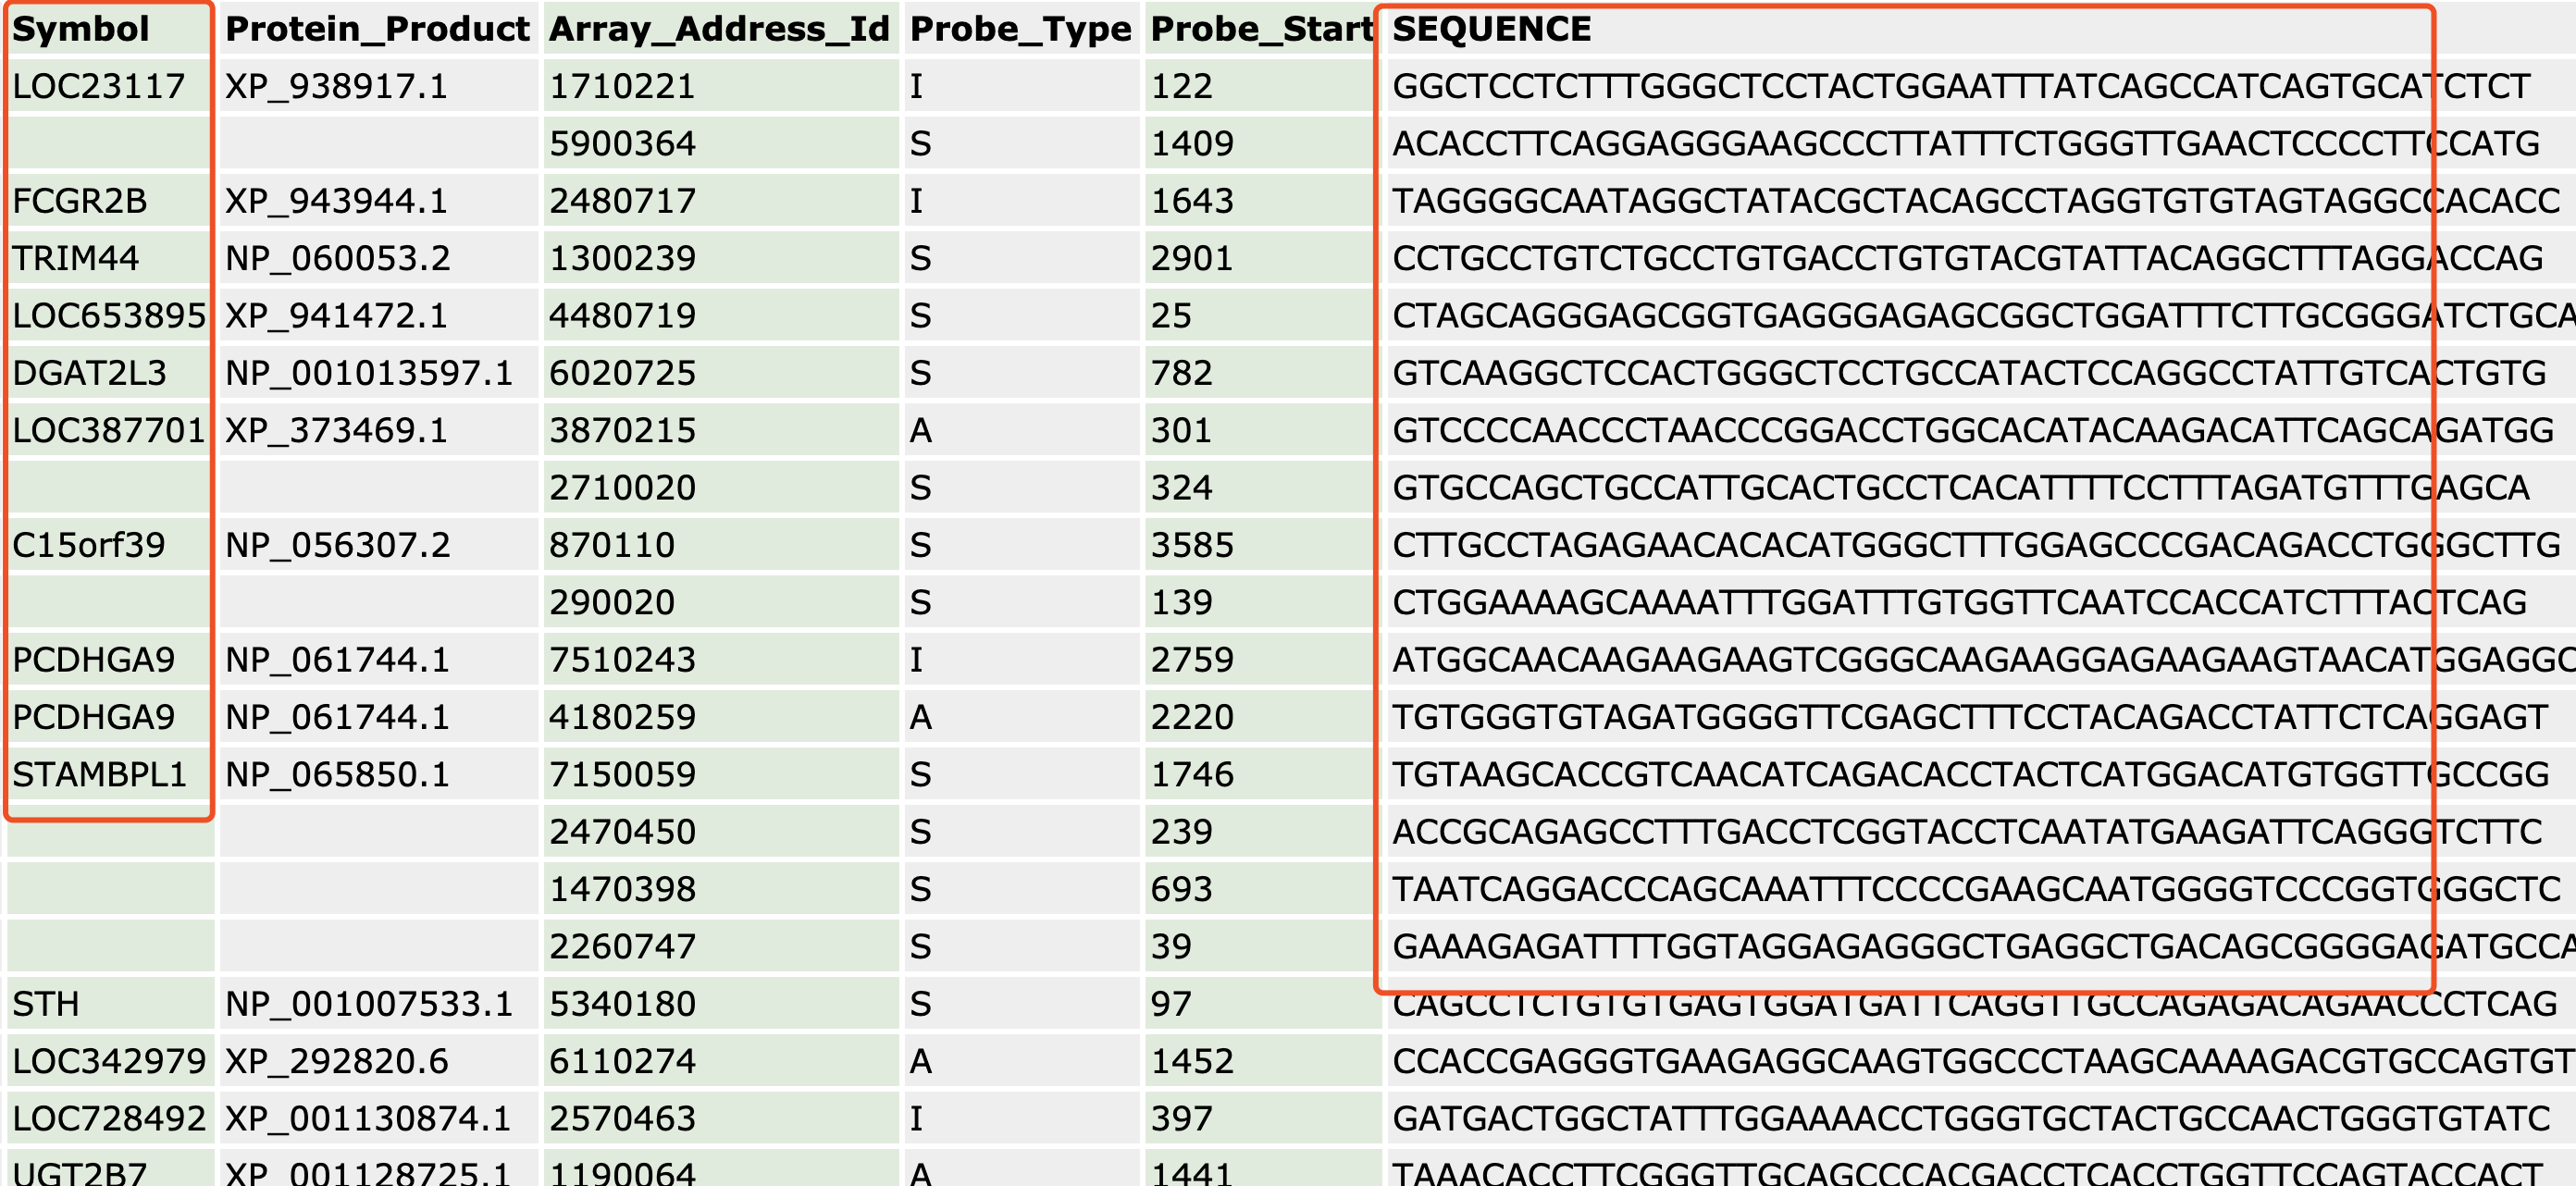 Symbol Protein_Product Array_Address_Id Probe_Type Probe_Start SEQUENCE
LOC23117 XP_938917.1 1710221 I 122 GGCTCCTCTTTGGGCTCCTACTGGAATTTATCAGCCATCAGTGCATCTCT
5900364 S 1409 ACACCTTCAGGAGGGAAGCCCTTATTTCTGGGTTGAACTCCCCTTCCATG
FCGR2B XP_943944.1 2480717 I 1643 TAGGGGCAATAGGCTATACGCTACAGCCTAGGTGTGTAGTAGGCCACACC
TRIM44 NP_060053.2 1300239 S 2901 CCTGCCTGTCTGCCTGTGACCTGTGTACGTATTACAGGCTTTAGGACCAG
LOC653895 XP_941472.1 4480719 S 25 CTAGCAGGGAGCGGTGAGGGAGAGCGGCTGGATTTCTTGCGGGATCTGCA
DGAT2L3 NP_001013597.1 6020725 S 782 GTCAAGGCTCCACTGGGCTCCTGCCATACTCCAGGCCTATTGTCACTGTG
LOC387701 XP_373469.1 3870215 A 301 GTCCCCAACCCTAACCCGGACCTGGCACATACAAGACATTCAGCAGATGG
2710020 S 324 GTGCCAGCTGCCATTGCACTGCCTCACATTTTCCTTTAGATGTTTGAGCA
C15orf39 NP_056307.2 870110 S 3585 CTTGCCTAGAGAACACACATGGGCTTTGGAGCCCGACAGACCTGGGCTTG
290020 S 139 CTGGAAAAGCAAAATTTGGATTTGTGGTTCAATCCACCATCTTTACTCAG
PCDHGA9 NP_061744.1 7510243 I 2759 ATGGCAACAAGAAGAAGTCGGGCAAGAAGGAGAAGAAGTAACATGGAGGC
PCDHGA9 NP_061744.1 4180259 A 2220 TGTGGGTGTAGATGGGGTTCGAGCTTTCCTACAGACCTATTCTCAGGAGT
STAMBPL1 NP_065850.1 7150059 S 1746 TGTAAGCACCGTCAACATCAGACACCTACTCATGGACATGTGGTTGCCGG
2470450 S 239 ACCGCAGAGCCTTTGACCTCGGTACCTCAATATGAAGATTCAGGGTCTTC
1470398 S 693 TAATCAGGACCCAGCAAATTTCCCCGAAGCAATGGGGTCCCGGTGGGCTC
2260747 S 39 GAAAGAGATTTTGGTAGGAGAGGGCTGAGGCTGACAGCGGGGAGATGCCA
STH NP_001007533.1 5340180 S 97 CAGCCTCTGTGTGAGTGGATGATTCAGGTTGCCAGAGACAGAACCCTCAG
LOC342979 XP_292820.6 6110274 A 1452 CCACCGAGGGTGAAGAGGCAAGTGGCCCTAAGCAAAAGACGTGCCAGTGT
LOC728492 XP_001130874.1 2570463 I 397 GATGACTGGCTATTTGGAAAACCTGGGTGCTACTGCCAACTGGGTGTATC
UGT2B7 XP_001128725.1 1190064 A 1441 TAAACACCTTCGGGTTGCAGCCCACGACCTCACCTGGTTCCAGTACCACT